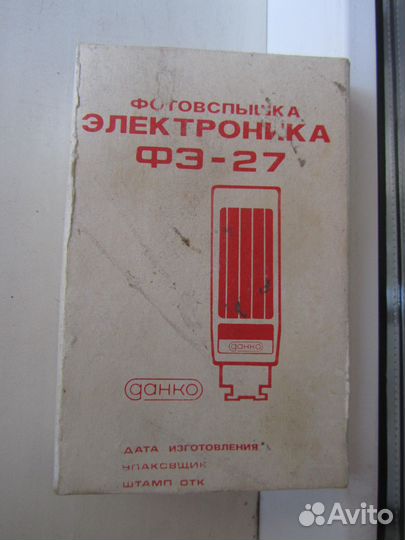 ФОТОВСПЫШКА
ЭЛЕКТРОНИКА
ФЭ-27
данко
данко
ДАТА ИЗГОТОВЛЕНИЯ
УПАКОВЩИК
ШТАМП ОТК
Avito